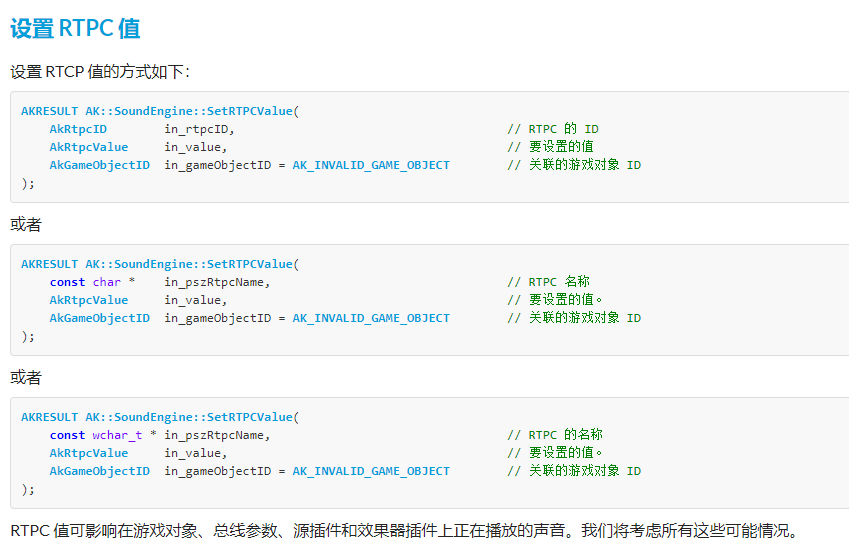 设置 RTPC 值
设置 RTCP 值的方式如下：
AKRESULT AK::SoundEngine::SetRTPCValue(
    AkRtpcID        in_rtpcID,                                      // RTPC 的 ID
    AkRtpcValue     in_value,                                       // 要设置的值
    AkGameObjectID  in_gameObjectID = AK_INVALID_GAME_OBJECT        // 关联的游戏对象 ID
);
或者
AKRESULT AK::SoundEngine::SetRTPCValue(
    const char *    in_pszRtpcName,                                 // RTPC 名称
    AkRtpcValue     in_value,                                       // 要设置的值。
    AkGameObjectID  in_gameObjectID = AK_INVALID_GAME_OBJECT        // 关联的游戏对象 ID
);
或者
AKRESULT AK::SoundEngine::SetRTPCValue(
    const wchar_t * in_pszRtpcName,                                 // RTPC 的名称
    AkRtpcValue     in_value,                                       // 要设置的值。
    AkGameObjectID  in_gameObjectID = AK_INVALID_GAME_OBJECT        // 关联的游戏对象 ID
);
RTPC 值可影响在游戏对象、总线参数、源插件和效果器插件上正在播放的声音。我们将考虑所有这些可能情况。